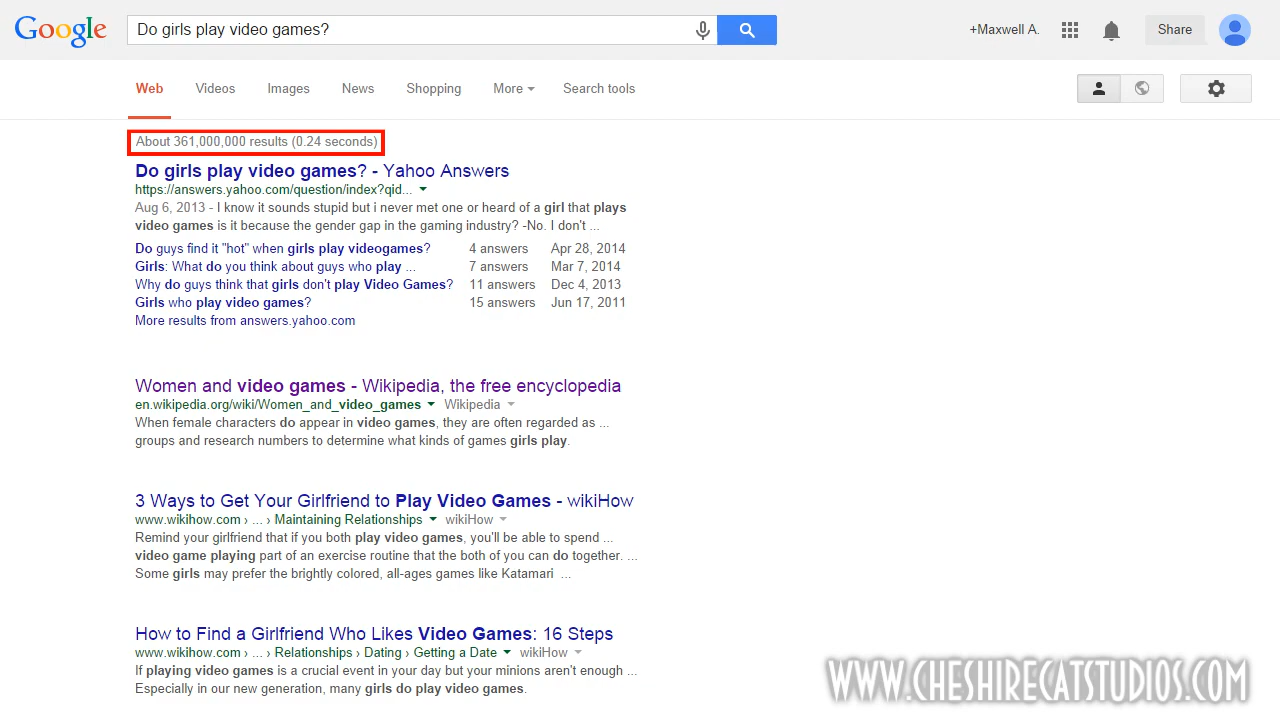 Google Do girls play video games? +Maxwell A. Share
Web Videos Images News Shopping More Search tools
About 361,000,000 results (0.24 seconds)
Do girls play video games? - Yahoo Answers
https://answers.yahoo.com/question/index?qid...
Aug 6, 2013 - I know it sounds stupid but i never met one or heard of a girl that plays
video games is it because the gender gap in the gaming industry? -No. I don't ...
Do guys find it "hot" when girls play videogames? 4 answers Apr 28, 2014
Girls: What do you think about guys who play ... 7 answers Mar 7, 2014
Why do guys think that girls don't play Video Games? 11 answers Dec 4, 2013
Girls who play video games? 15 answers Jun 17, 2011
More results from answers.yahoo.com
Women and video games - Wikipedia, the free encyclopedia
en.wikipedia.org/wiki/Women_and_video_games Wikipedia
When female characters do appear in video games, they are often regarded as ...
groups and research numbers to determine what kinds of games girls play.
3 Ways to Get Your Girlfriend to Play Video Games - wikiHow
www.wikihow.com › ... › Maintaining Relationships wikiHow
Remind your girlfriend that if you both play video games, you'll be able to spend ...
video game playing part of an exercise routine that the both of you can do together. ...
Some girls may prefer the brightly colored, all-ages games like Katamari ...
How to Find a Girlfriend Who Likes Video Games: 16 Steps
www.wikihow.com › ... › Relationships › Dating › Getting a Date wikiHow
If playing video games is a crucial event in your day but your minions aren't enough ...
Especially in our new generation, many girls do play video games.
WWW.CHESHIRECATSTUDIOS.COM